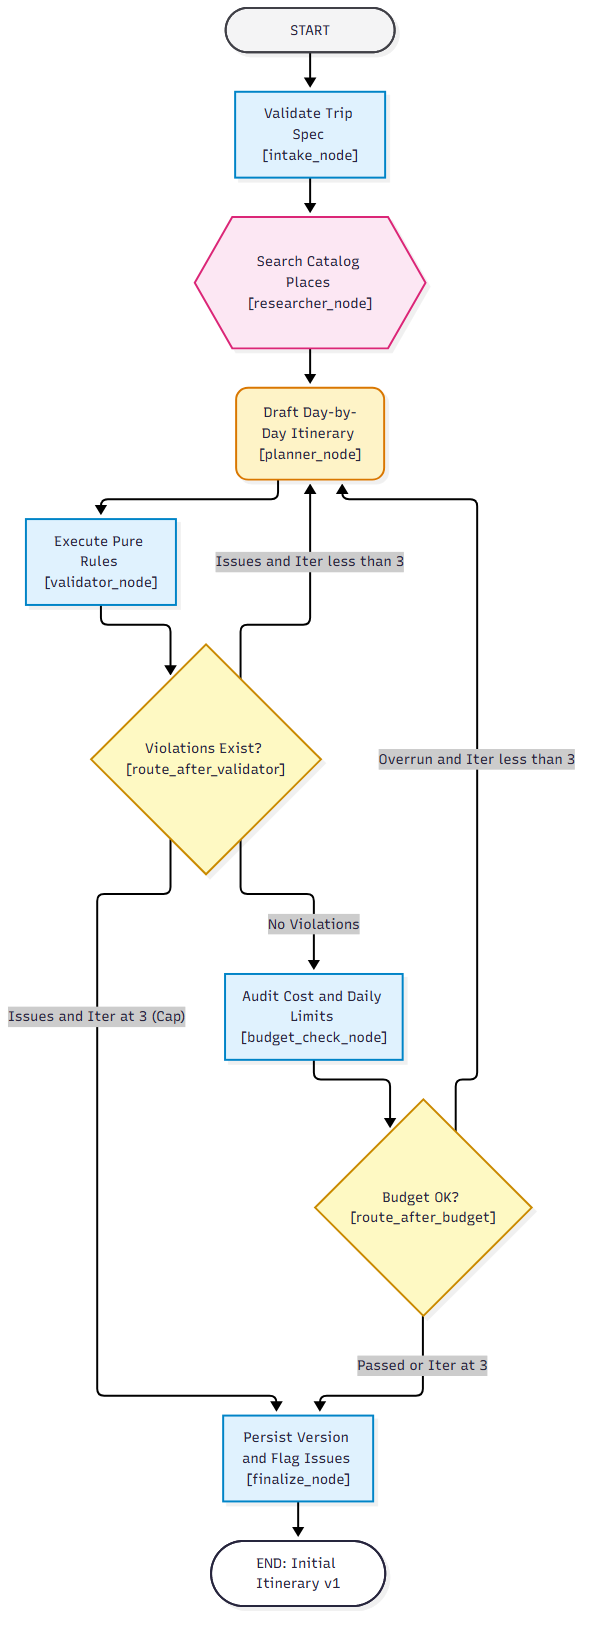 START
Validate Trip
Spec
[intake_node]
Search Catalog
Places
[researcher_node]
Draft Day-by-
Day Itinerary
[planner_node]
Execute Pure
Rules
[validator_node]
Issues and Iter less than 3
Violations Exist?
[route_after_validator]
Overrun and Iter less than 3
No Violations
Audit Cost and Daily
Limits
[budget_check_node]
Issues and Iter at 3 (Cap)
Budget OK?
[route_after_budget]
Passed or Iter at 3
Persist Version
and Flag Issues
[finalize_node]
END: Initial
Itinerary v1